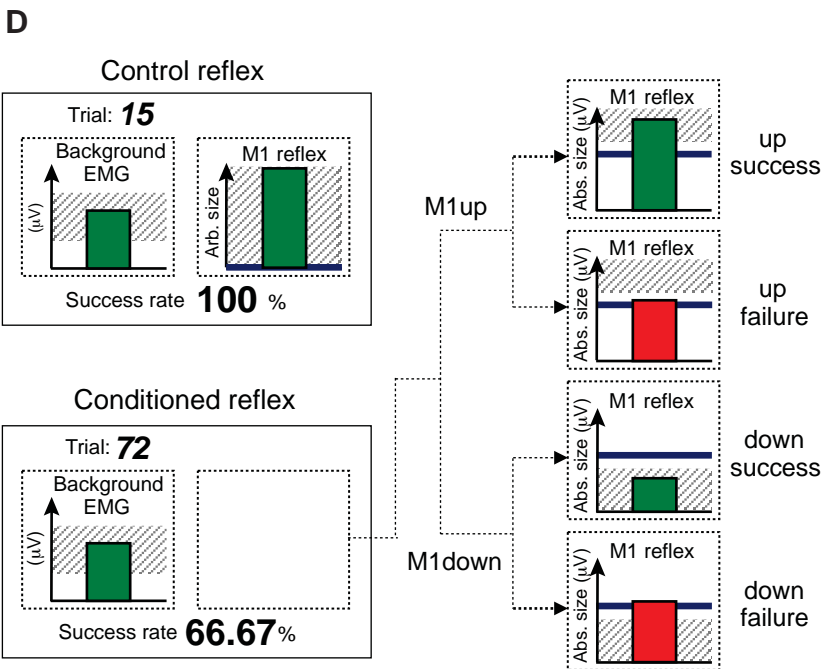 D
Control reflex
Trial: 15
Background
EMG
(μV)
M1 reflex
Arb. size
Success rate 100 %
Conditioned reflex
Trial: 72
Background
EMG
(μV)
Success rate 66.67%
M1up
M1down
M1 reflex
Abs. size (μV)
up
success
M1 reflex
Abs. size (μV)
up
failure
M1 reflex
Abs. size (μV)
down
success
M1 reflex
Abs. size (μV)
down
failure